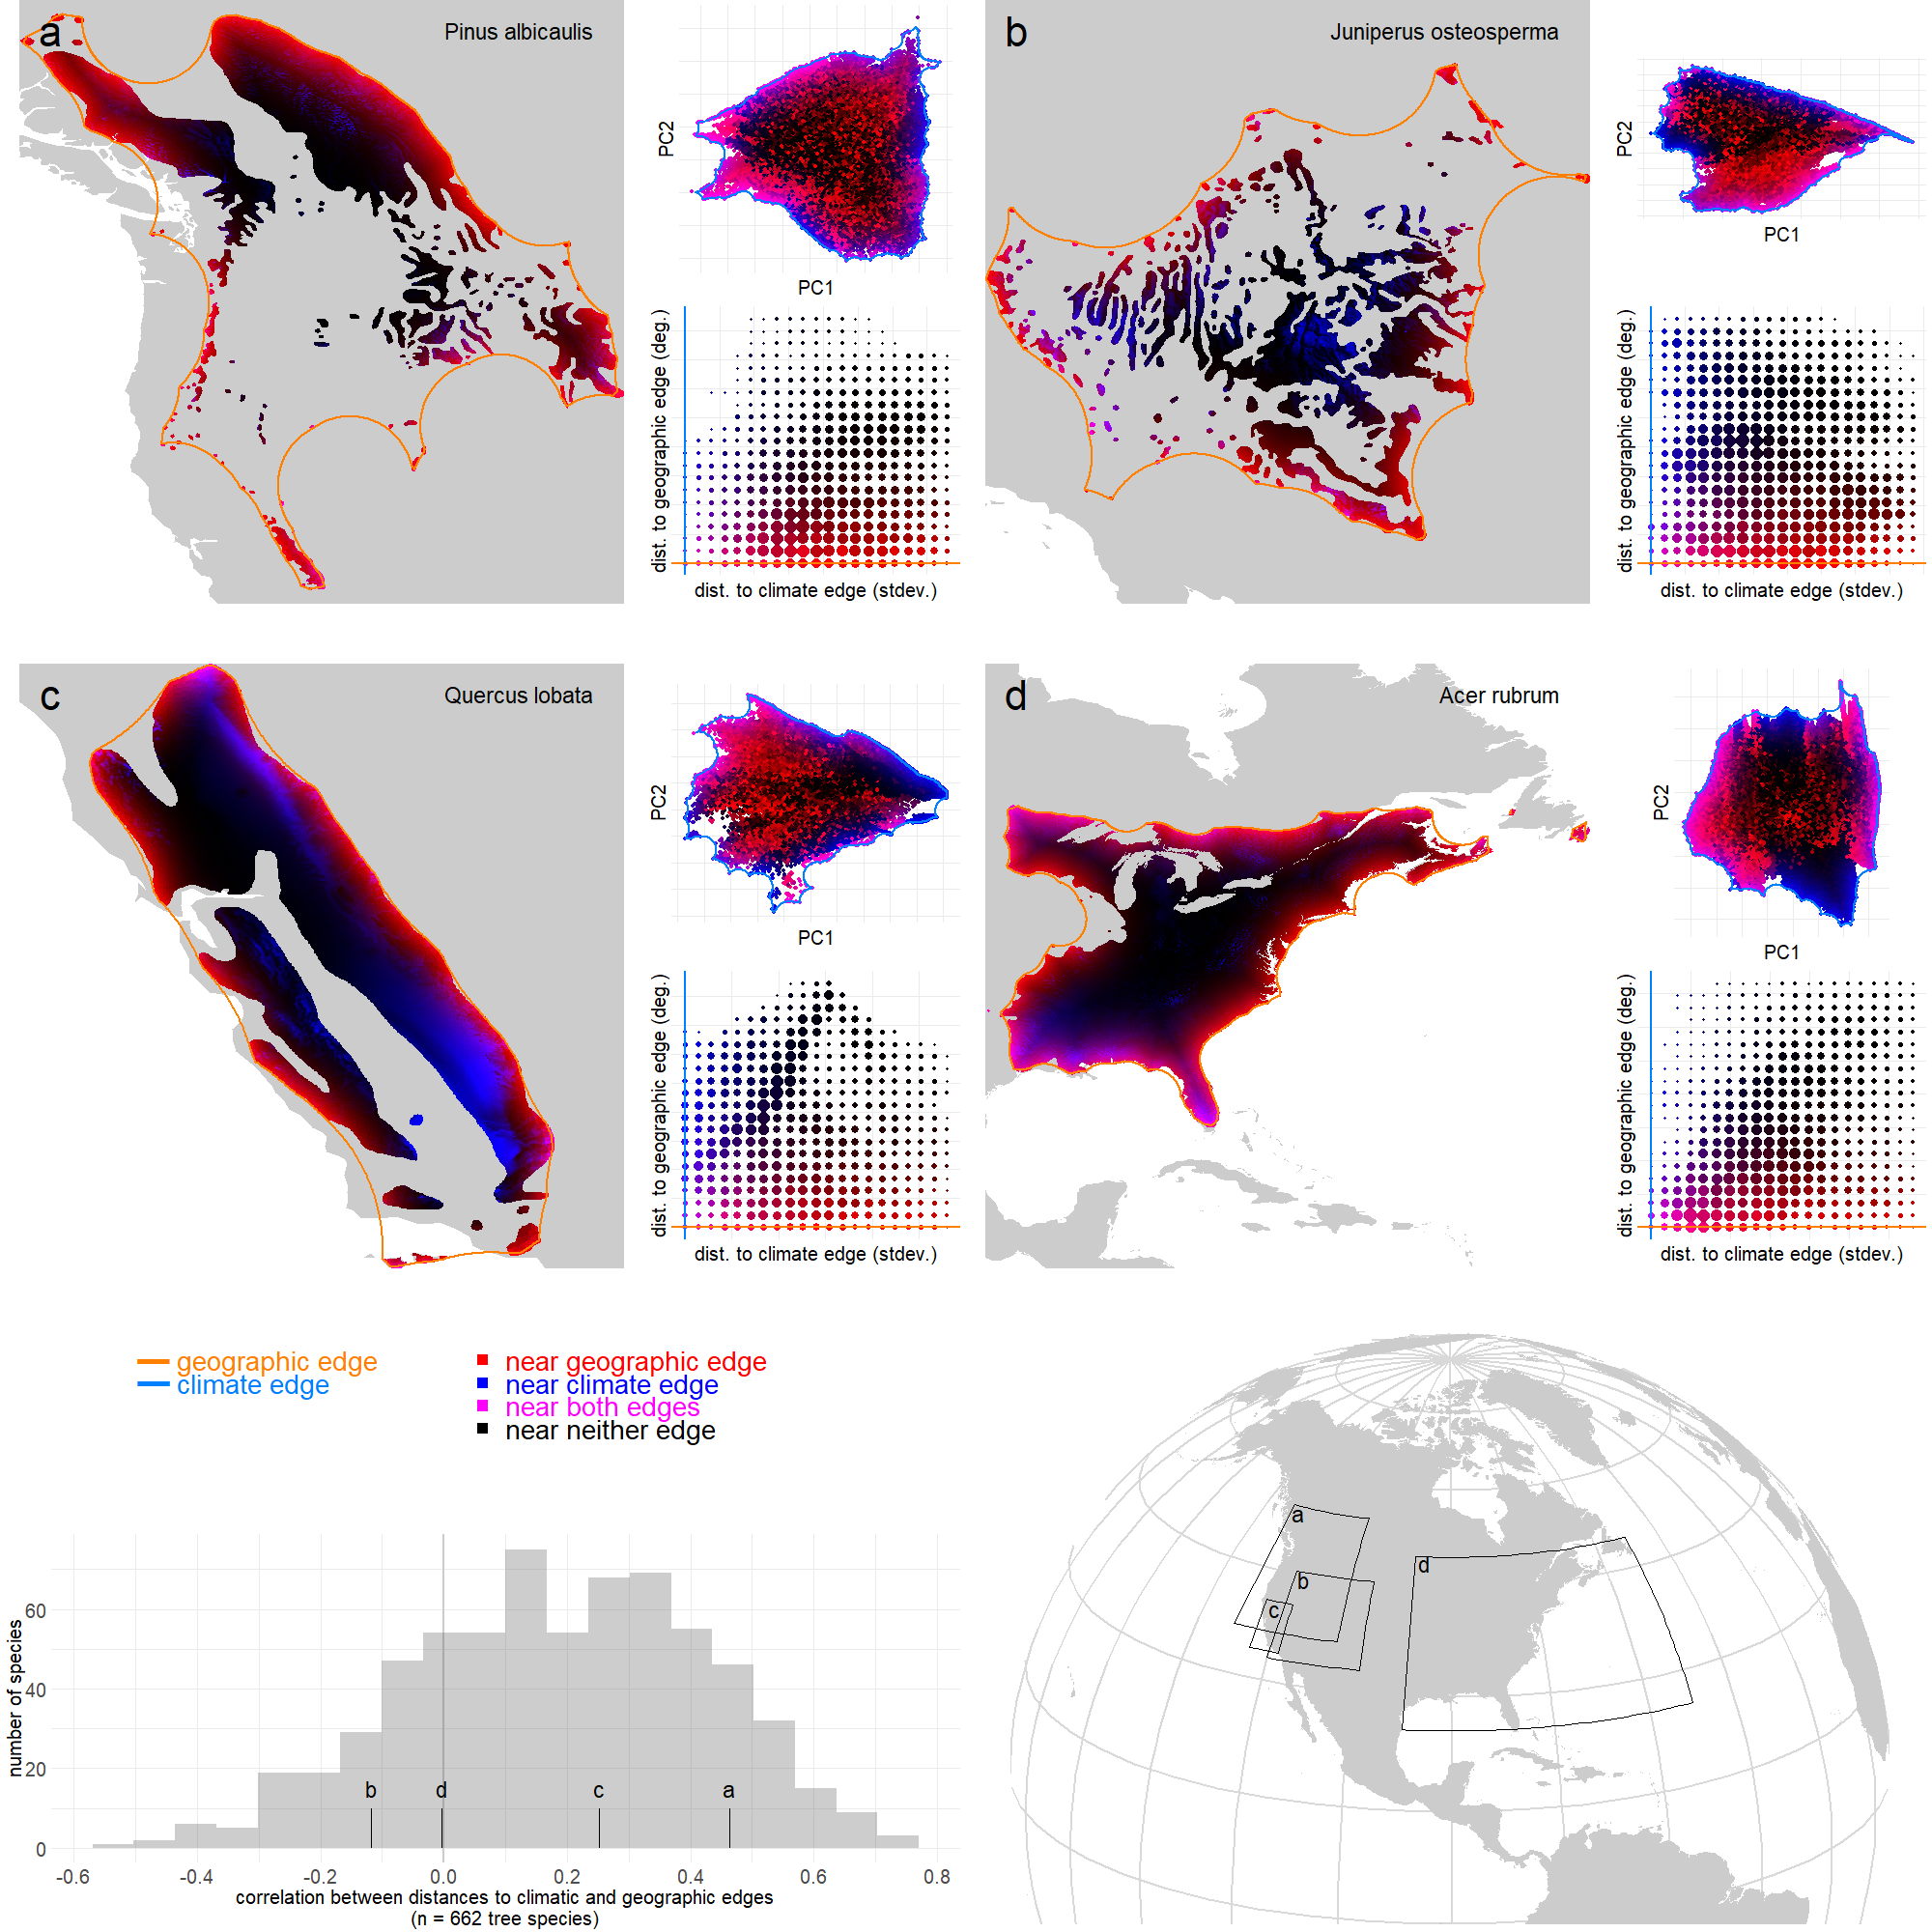 a
Pinus albicaulis
PC2
PC1
dist. to geographic edge (deg.)
dist. to climate edge (stdev.)
b
Juniperus osteosperma
PC2
PC1
dist. to geographic edge (deg.)
dist. to climate edge (stdev.)
c
Quercus lobata
PC2
PC1
dist. to geographic edge (deg.)
dist. to climate edge (stdev.)
d
Acer rubrum
PC2
PC1
dist. to geographic edge (deg.)
dist. to climate edge (stdev.)
geographic edge
climate edge
near geographic edge
near climate edge
near both edges
near neither edge
number of species
60
40
20
0
b d c a
-0.6 -0.4 -0.2 0.0 0.2 0.4 0.6 0.8
correlation between distances to climatic and geographic edges
(n = 662 tree species)
a
d
b
c